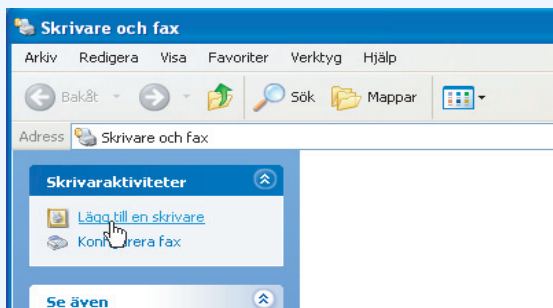 Skrivare och fax
Arkiv Redigera Visa Favoriter Verktyg Hjälp
Bakåt Sök Mappar
Adress Skrivare och fax
Skrivaraktiviteter
Lägg till en skrivare
Konfigurera fax
Se även